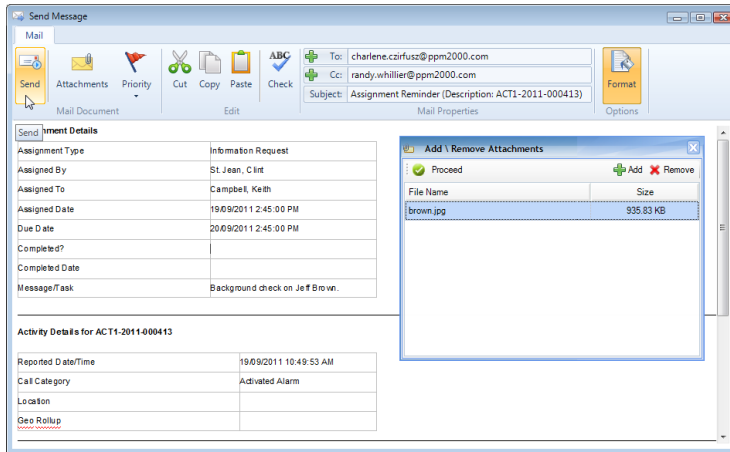 Send Message
Mail
Send
Attachments
Priority
Cut
Copy
Paste
ABC
Check
To: charlene.czirfusz@ppm2000.com
Cc: randy.whillier@ppm2000.com
Subject: Assignment Reminder (Description: ACT1-2011-000413)
Format
Mail Document
Edit
Mail Properties
Options
Send
nment Details
Assignment Type Information Request
Assigned By St. Jean, Clint
Assigned To Campbell, Keith
Assigned Date 19/09/2011 2:45:00 PM
Due Date 20/09/2011 2:45:00 PM
Completed?
Completed Date
Message/Task Background check on Jeff Brown.
Add \ Remove Attachments
Proceed
Add
Remove
File Name Size
brown.jpg 935.83 KB
Activity Details for ACT1-2011-000413
Reported Date/Time 19/09/2011 10:49:53 AM
Call Category Activated Alarm
Location
Geo Rollup